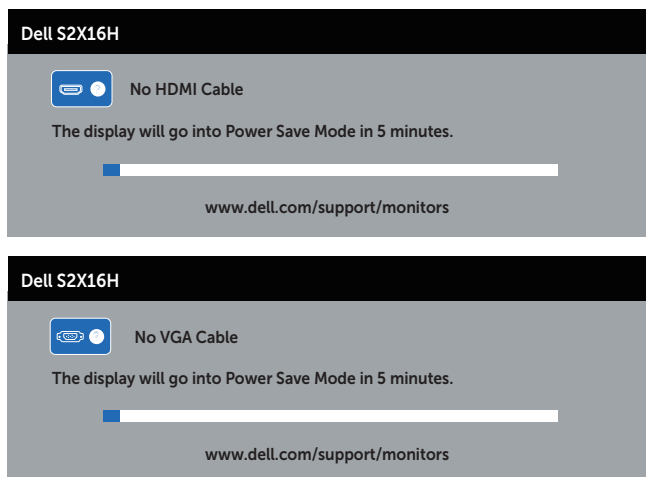 Dell S2X16H
No HDMI Cable
The display will go into Power Save Mode in 5 minutes.
www.dell.com/support/monitors
Dell S2X16H
No VGA Cable
The display will go into Power Save Mode in 5 minutes.
www.dell.com/support/monitors